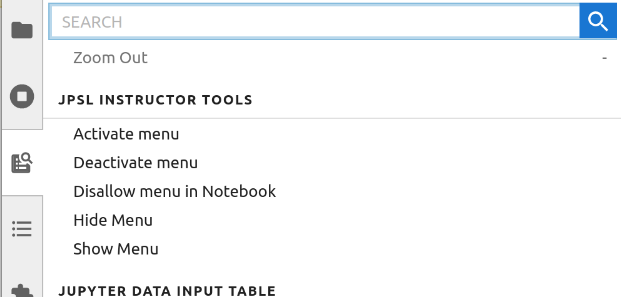 SEARCH
Zoom Out -
JPSL INSTRUCTOR TOOLS
Activate menu
Deactivate menu
Disallow menu in Notebook
Hide Menu
Show Menu
JUPYTER DATA INPUT TABLE